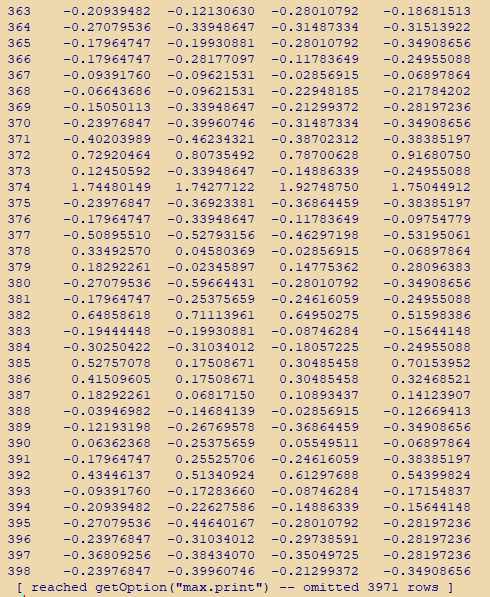 363 -0.20939482 -0.12130630 -0.28010792 -0.18681513
364 -0.27079536 -0.33948647 -0.31487334 -0.31513922
365 -0.17964747 -0.19930881 -0.28010792 -0.34908656
366 -0.17964747 -0.28177097 -0.11783649 -0.24955088
367 -0.09391760 -0.09621531 -0.02856915 -0.06897864
368 -0.06643686 -0.09621531 -0.22948185 -0.21784202
369 -0.15050113 -0.33948647 -0.21299372 -0.28197236
370 -0.23976847 -0.39960746 -0.31487334 -0.34908656
371 -0.40203989 -0.46234321 -0.38702312 -0.38385197
372 0.72920464 0.80735492 0.78700628 0.91680750
373 0.12450592 -0.33948647 -0.14886339 -0.24955088
374 1.74480149 1.74277122 1.92748750 1.75044912
375 -0.23976847 -0.36923381 -0.36864459 -0.38385197
376 -0.17964747 -0.33948647 -0.11783649 -0.09754779
377 -0.50895510 -0.52793156 -0.46297198 -0.53195061
378 0.33492570 0.04580369 -0.02856915 -0.06897864
379 0.18292261 -0.02345897 0.14775362 0.28096383
380 -0.27079536 -0.59664431 -0.28010792 -0.34908656
381 -0.17964747 -0.25375659 -0.24616059 -0.24955088
382 0.64858618 0.71113961 0.64950275 0.51598386
383 -0.19444448 -0.19930881 -0.08746284 -0.15644148
384 -0.30250422 -0.31034012 -0.18057225 -0.24955088
385 0.52757078 0.17508671 0.30485458 0.70153952
386 0.41509605 0.17508671 0.30485458 0.32468521
387 0.18292261 0.06817150 0.10893437 0.14123907
388 -0.03946982 -0.14684139 -0.02856915 -0.12669413
389 -0.12193198 -0.26769578 -0.36864459 -0.34908656
390 0.06362368 -0.25375659 0.05549511 -0.06897864
391 -0.17964747 0.25525706 -0.24616059 -0.38385197
392 0.43446137 0.51340924 0.61297688 0.54399824
393 -0.09391760 -0.17283660 -0.08746284 -0.17154837
394 -0.20939482 -0.22627586 -0.14886339 -0.15644148
395 -0.27079536 -0.44640167 -0.28010792 -0.28197236
396 -0.23976847 -0.31034012 -0.29738591 -0.28197236
397 -0.36809256 -0.38434070 -0.35049725 -0.28197236
398 -0.23976847 -0.39960746 -0.21299372 -0.34908656
[ reached getOption("max.print") -- omitted 3971 rows ]